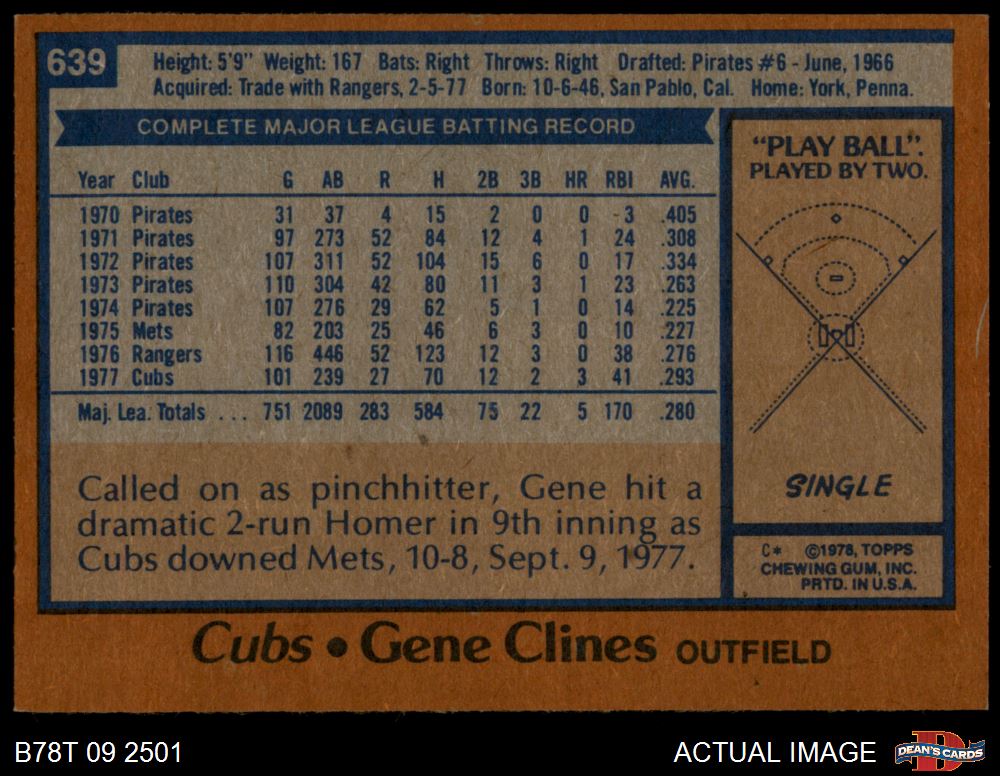 639
Height: 5'9" Weight: 167 Bats: Right Throws: Right Drafted: Pirates #6 - June, 1966
Acquired: Trade with Rangers, 2-5-77 Born: 10-6-46, San Pablo, Cal. Home: York, Penna.
COMPLETE MAJOR LEAGUE BATTING RECORD
Year Club G AB R H 2B 3B HR RBI AVG.
1970 Pirates 31 37 4 15 2 0 0 3 .405
1971 Pirates 97 273 52 84 12 4 1 24 .308
1972 Pirates 107 311 52 104 15 6 0 17 .334
1973 Pirates 110 304 42 80 11 3 1 23 .263
1974 Pirates 107 276 29 62 5 1 0 14 .225
1975 Mets 82 203 25 46 6 3 0 10 .227
1976 Rangers 116 446 52 123 12 3 0 38 .276
1977 Cubs 101 239 27 70 12 2 3 41 .293
Maj. Lea. Totals ... 751 2089 283 584 75 22 5 170 .280
Called on as pinchhitter, Gene hit a
dramatic 2-run Homer in 9th inning as
Cubs downed Mets, 10-8, Sept. 9, 1977.
"PLAY BALL".
PLAYED BY TWO.
SINGLE
C* ©1978, TOPPS
CHEWING GUM, INC.
PRTD. IN U.S.A.
Cubs • Gene Clines OUTFIELD
B78T 09 2501
ACTUAL IMAGE
D
DEAN'S CARDS